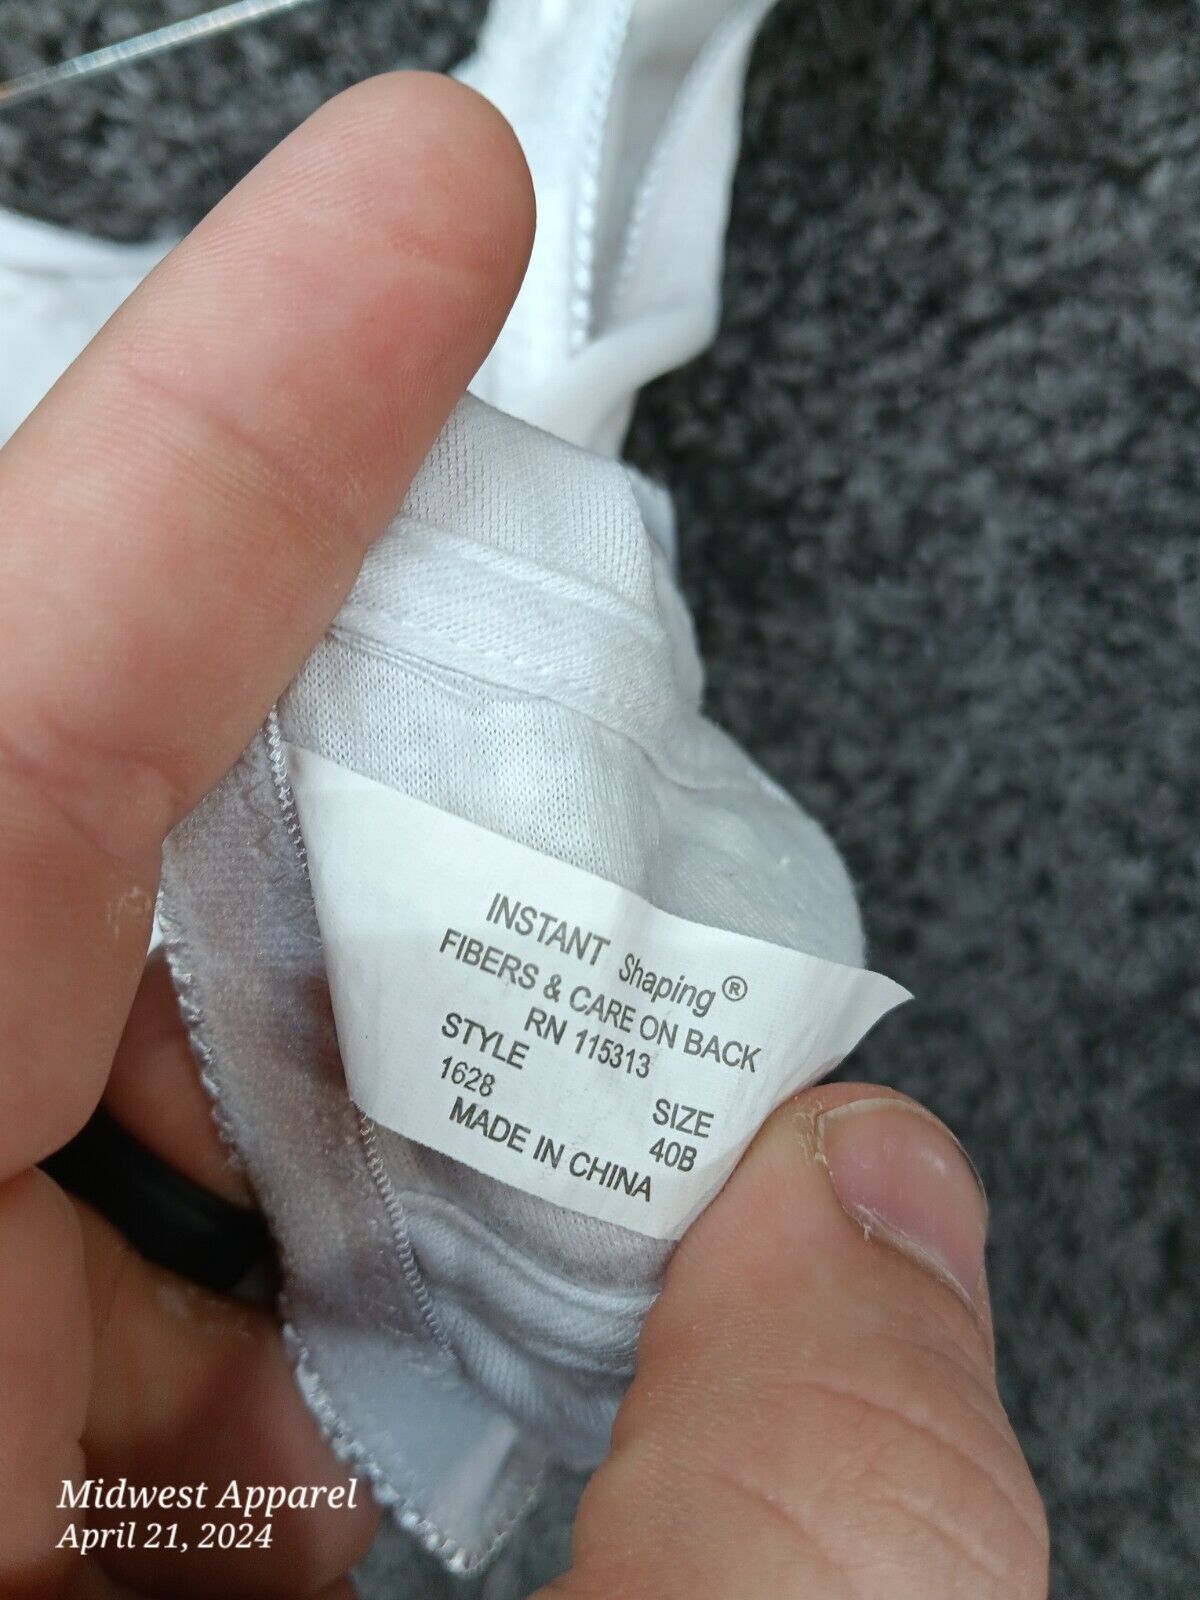 INSTANT Shaping ®
FIBERS & CARE ON BACK
RN 115313
STYLE SIZE
1628 40B
MADE IN CHINA
Midwest Apparel
April 21, 2024